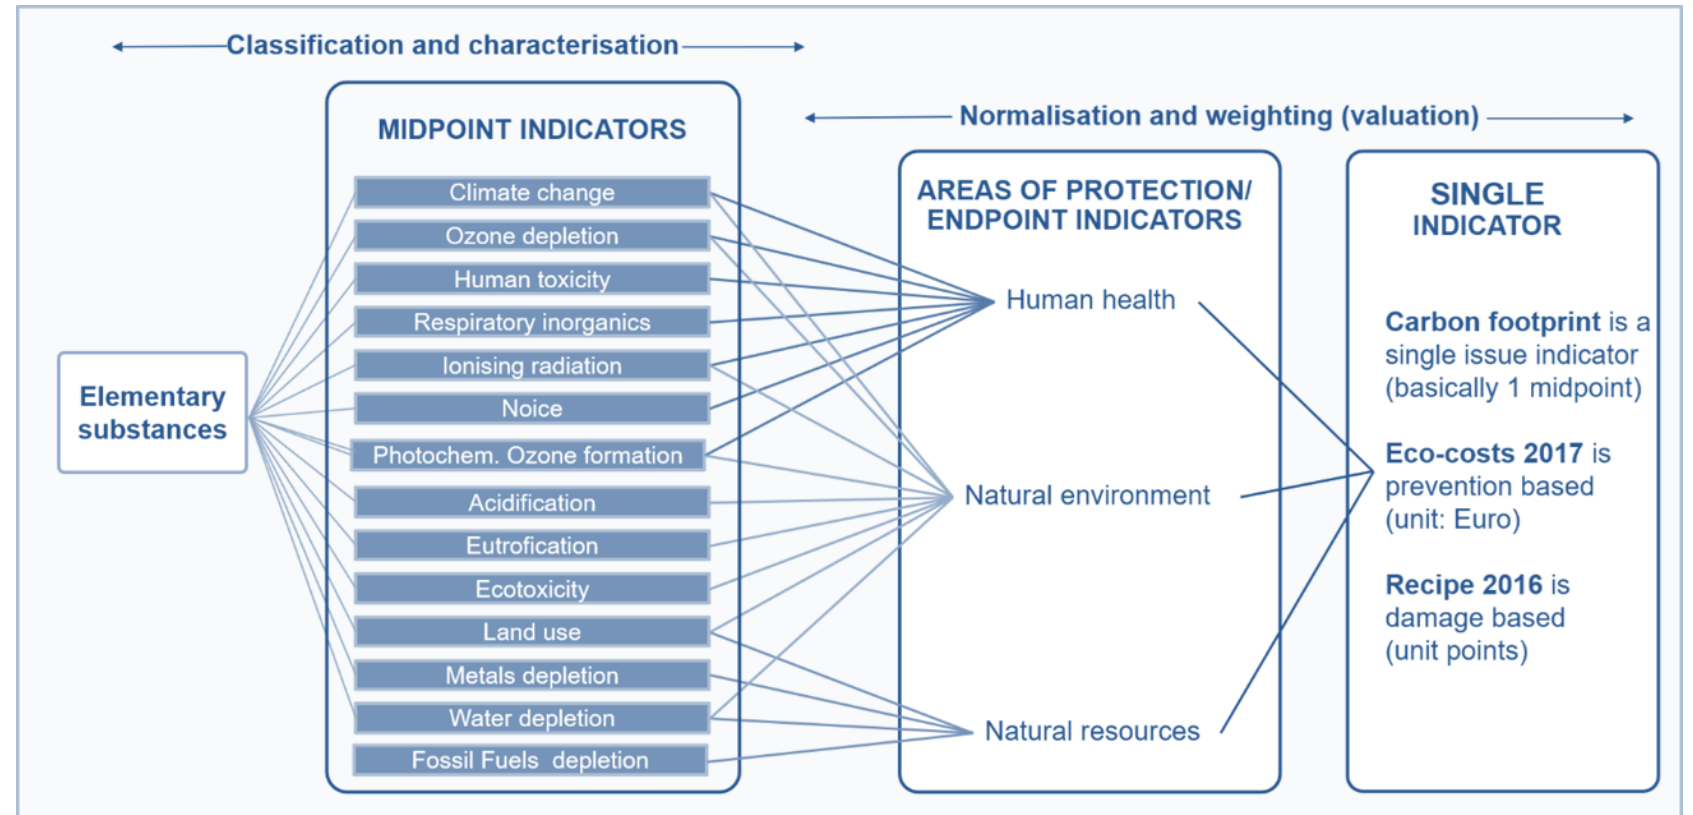 Classification and characterisation
MIDPOINT INDICATORS
Climate change
Ozone depletion
Human toxicity
Respiratory inorganics
Ionising radiation
Noice
Photochem. Ozone formation
Acidification
Eutrofication
Ecotoxicity
Land use
Metals depletion
Water depletion
Fossil Fuels depletion
Elementary
substances
Normalisation and weighting (valuation)
AREAS OF PROTECTION/
ENDPOINT INDICATORS
Human health
Natural environment
Natural resources
SINGLE
INDICATOR
Carbon footprint is a
single issue indicator
(basically 1 midpoint)
Eco-costs 2017 is
prevention based
(unit: Euro)
Recipe 2016 is
damage based
(unit points)